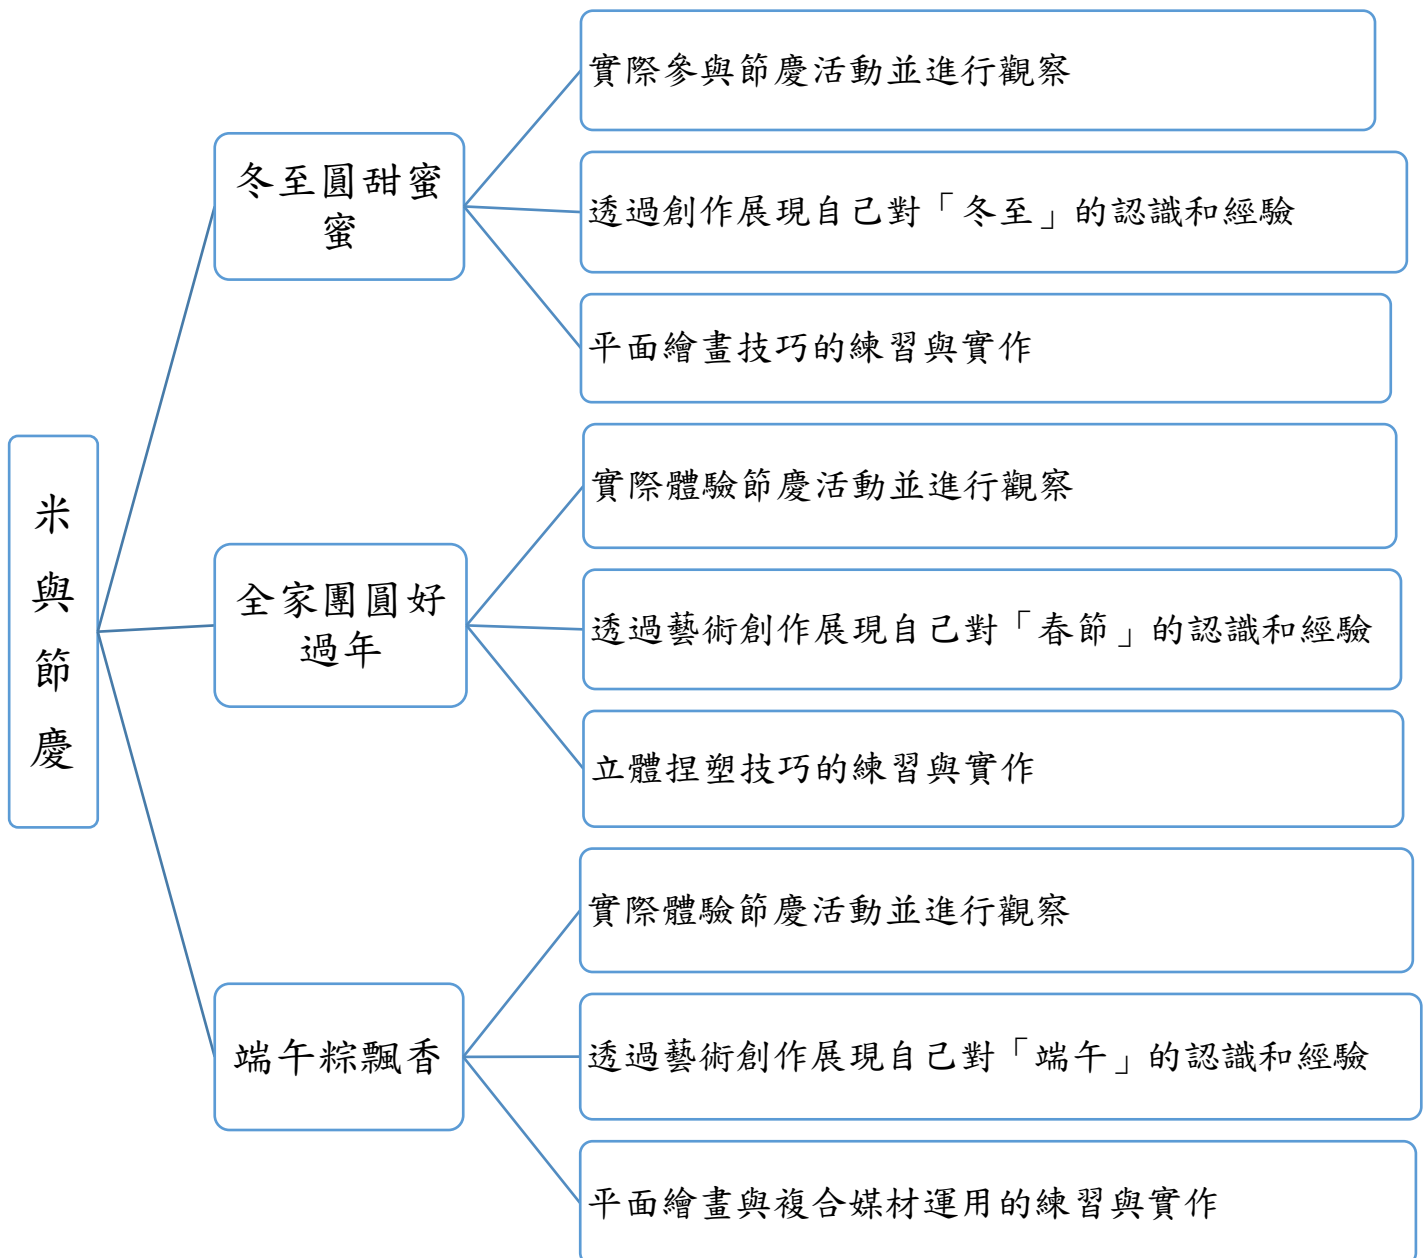 米與節慶
冬至圓甜蜜
蜜
實際參與節慶活動並進行觀察
透過創作展現自己對「冬至」的認識和經驗
平面繪畫技巧的練習與實作
全家團圓好
過年
實際體驗節慶活動並進行觀察
透過藝術創作展現自己對「春節」的認識和經驗
立體捏塑技巧的練習與實作
端午粽飄香
實際體驗節慶活動並進行觀察
透過藝術創作展現自己對「端午」的認識和經驗
平面繪畫與複合媒材運用的練習與實作